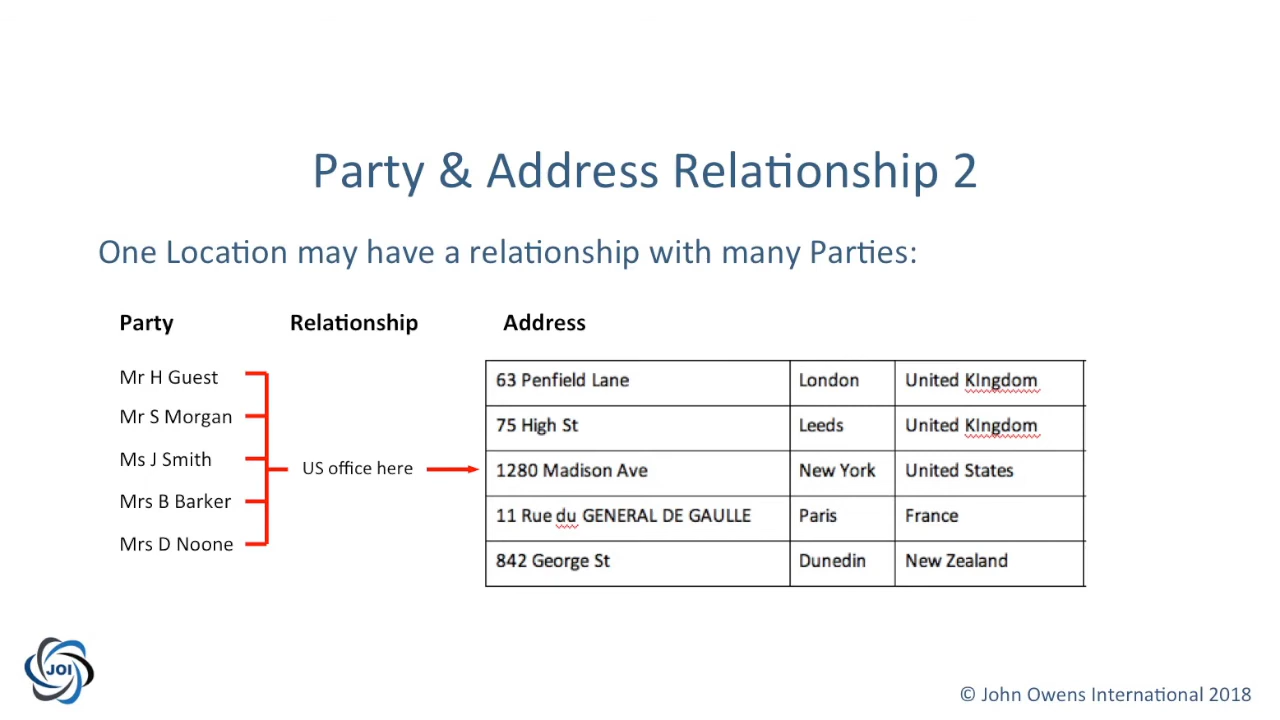 Party & Address Relationship 2
One Location may have a relationship with many Parties:
Party Relationship Address
Mr H Guest 63 Penfield Lane London United KIngdom
Mr S Morgan 75 High St Leeds United KIngdom
Ms J Smith US office here 1280 Madison Ave New York United States
Mrs B Barker 11 Rue du GENERAL DE GAULLE Paris France
Mrs D Noone 842 George St Dunedin New Zealand
JOI
© John Owens International 2018